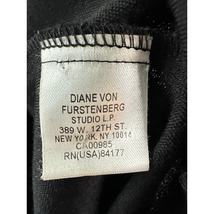 DIANE VON
FURSTENBERG
STUDIO L.P.
389 W. 12TH ST.
NEW YORK, NY 10014
CA00985
RN(USA)84177